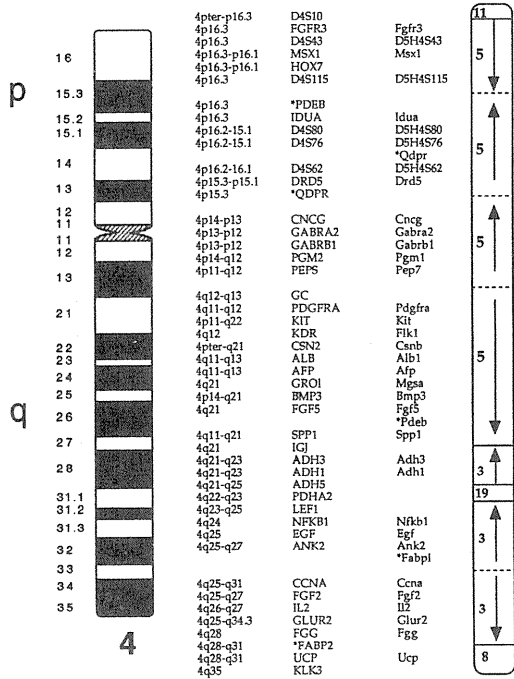 p
q
16
15.3
15.2
15.1
14
13
12
11
11
12
13
21
22
23
24
25
26
27
28
31.1
31.2
31.3
32
33
34
35
4
4pter-p16.3 D4S10
4p16.3 FGFR3 Fgfr3
4p16.3 D4S43 D5H4S43
4p16.3-p16.1 MSX1 Msx1
4p16.3-p16.1 HOX7
4p16.3 D4S115 D5H4S115
4p16.3 *PDEB
4p16.3 IDUA Idua
4p16.2-15.1 D4S80 D5H4S80
4p16.2-15.1 D4S76 D5H4S76
*Qdpr
4p16.2-16.1 D4S62 D5H4S62
4p15.3-p15.1 DRD5 Drd5
4p15.3 *QDPR
4p14-p13 CNCG Cncg
4p13-p12 GABRA2 Gabra2
4p13-p12 GABRB1 Gabrb1
4p14-q12 PGM2 Pgm1
4p11-q12 PEPS Pep7
4q12-q13 GC
4q11-q12 PDGFRA Pdgfra
4p11-q22 KIT Kit
4q12 KDR Flk1
4pter-q21 CSN2 Csnb
4q11-q13 ALB Alb1
4q11-q13 AFP Afp
4q21 GRO1 Mgsa
4p14-q21 BMP3 Bmp3
4q21 FGF5 Fgf5
*Pdeb
4q11-q21 SPP1 Spp1
4q21 IGJ
4q21-q23 ADH3 Adh3
4q21-q23 ADH1 Adh1
4q21-q25 ADH5
4q22-q23 PDHA2
4q23-q25 LEF1
4q24 NFKB1 Nfkb1
4q25 EGF Egf
4q25-q27 ANK2 Ank2
*Fabpl
4q25-q31 CCNA Ccna
4q25-q27 FGF2 Fgf2
4q26-q27 IL2 Il2
4q25-q34.3 GLUR2 Glur2
4q28 FGG Fgg
4q28-q31 *FABP2
4q28-q31 UCP Ucp
4q35 KLK3
11
5
5
5
5
3
19
3
3
8